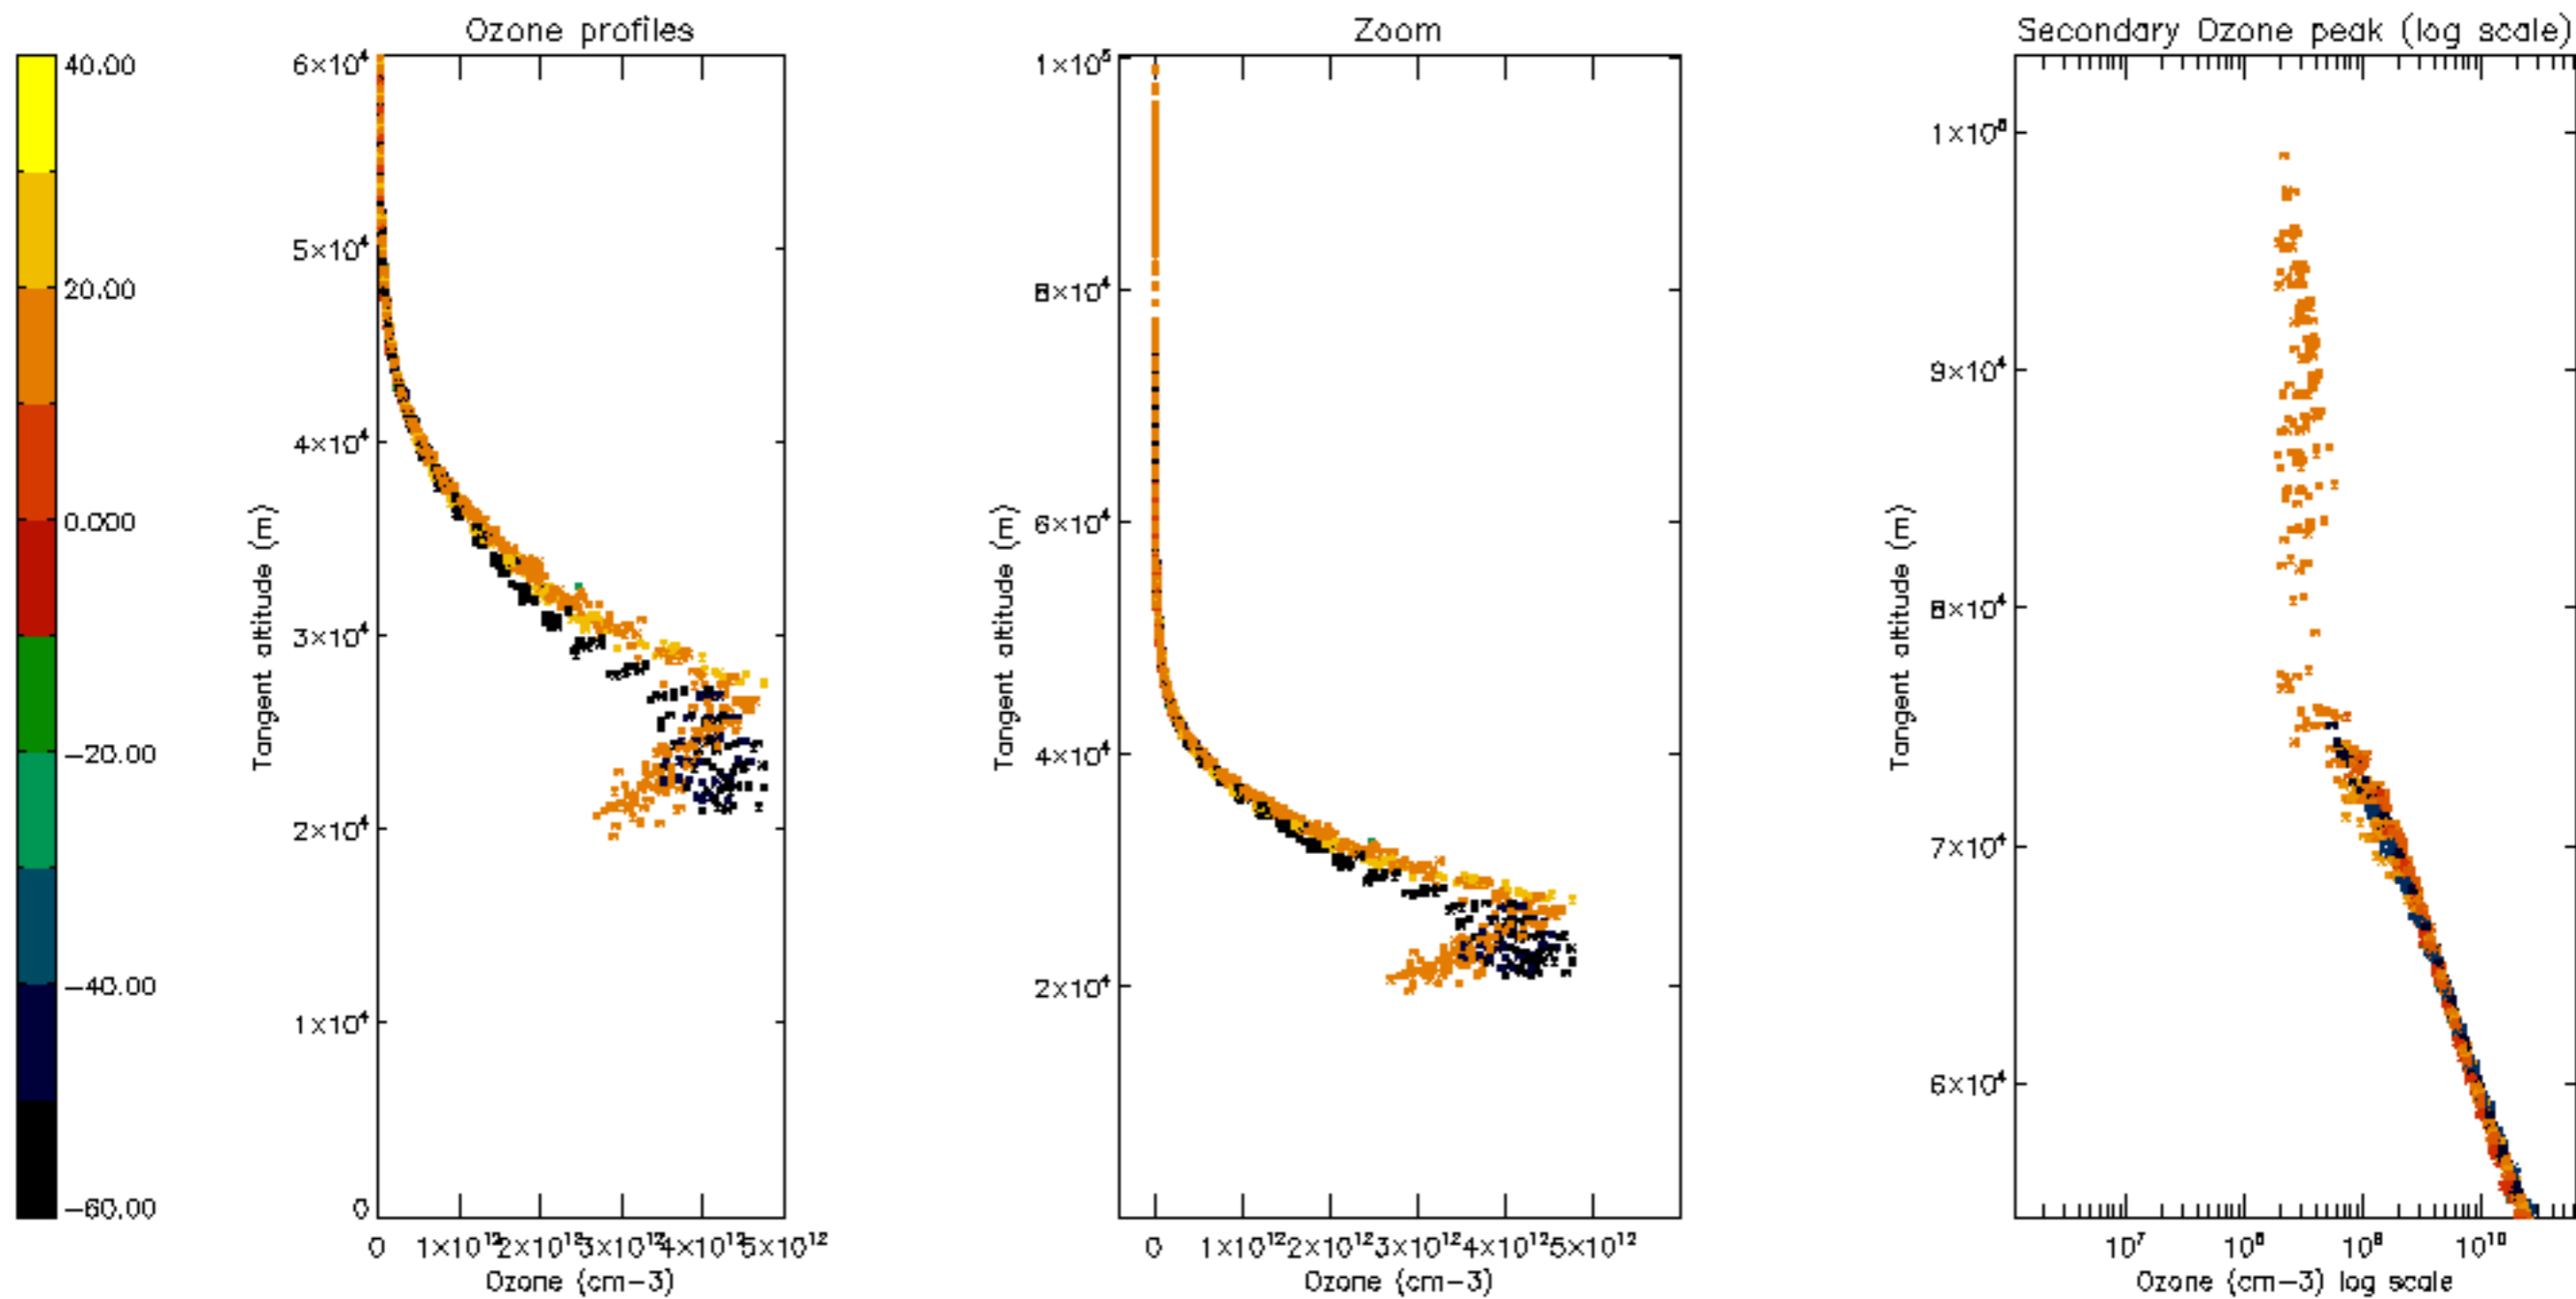 Ozone profiles
Zoom
Secondary Ozone peak (log scale)
40.00
20.00
0.000
−20.00
−40.00
−60.00
6×10⁴
5×10⁴
4×10⁴
3×10⁴
2×10⁴
1×10⁴
0
Tangent altitude (m)
0 1×10¹² 2×10¹² 3×10¹² 4×10¹² 5×10¹²
Ozone (cm−3)
1×10⁵
8×10⁴
6×10⁴
4×10⁴
2×10⁴
Tangent altitude (m)
0 1×10¹² 2×10¹² 3×10¹² 4×10¹² 5×10¹²
Ozone (cm−3)
9×10⁴
8×10⁴
7×10⁴
6×10⁴
Tangent altitude (m)
10⁷ 10⁸ 10⁹ 10¹⁰
Ozone (cm−3) log scale